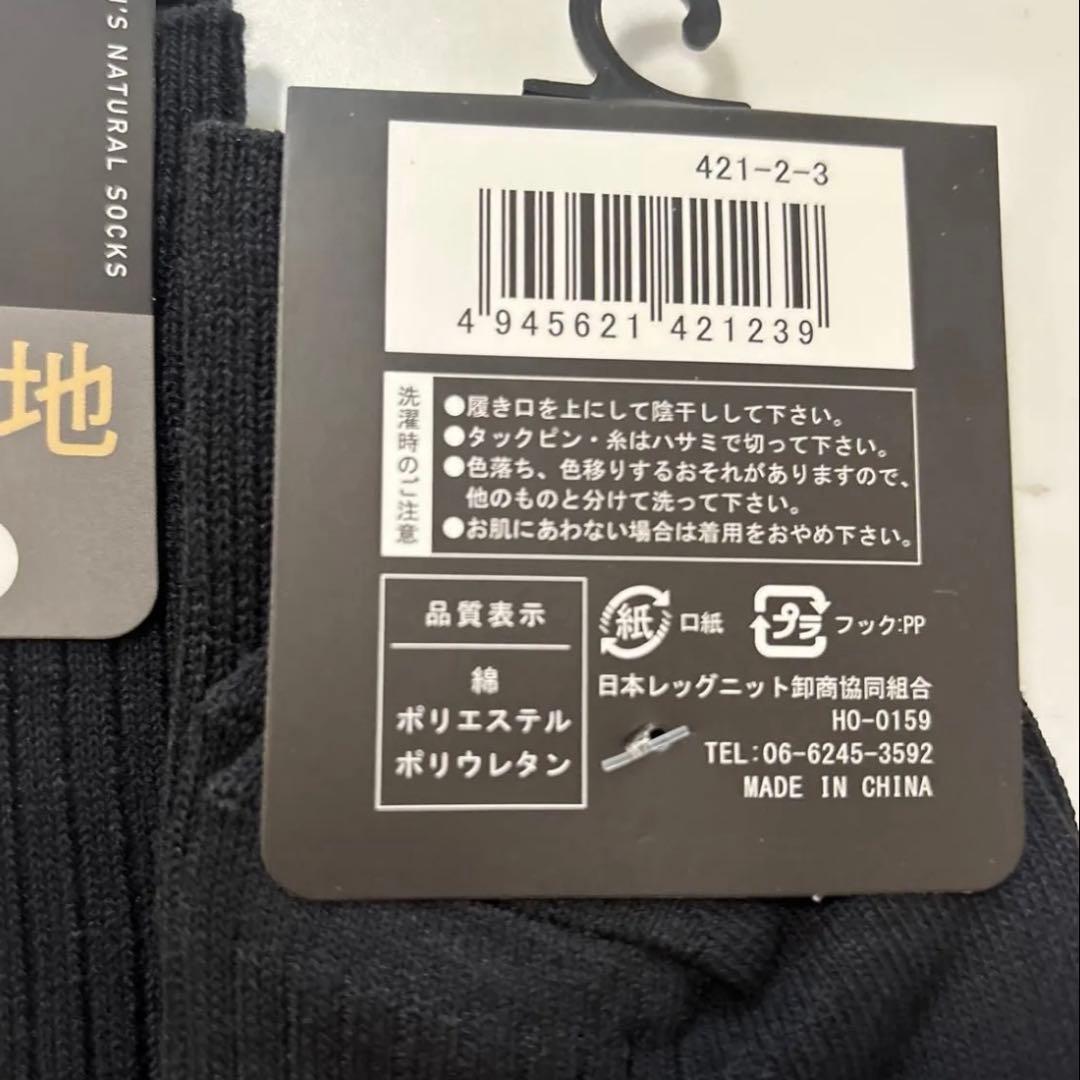 N'S NATURAL SOCKS
地
421-2-3
4 945621 421239
洗濯時のご注意
●履き口を上にして陰干しして下さい。
●タックピン・糸はハサミで切って下さい。
●色落ち、色移りするおそれがありますので、
他のものと分けて洗って下さい。
●お肌にあわない場合は着用をおやめ下さい。
品質表示
綿
ポリエステル
ポリウレタン
紙 口紙 プラ フック:PP
日本レッグニット卸商協同組合
HO-0159
TEL:06-6245-3592
MADE IN CHINA